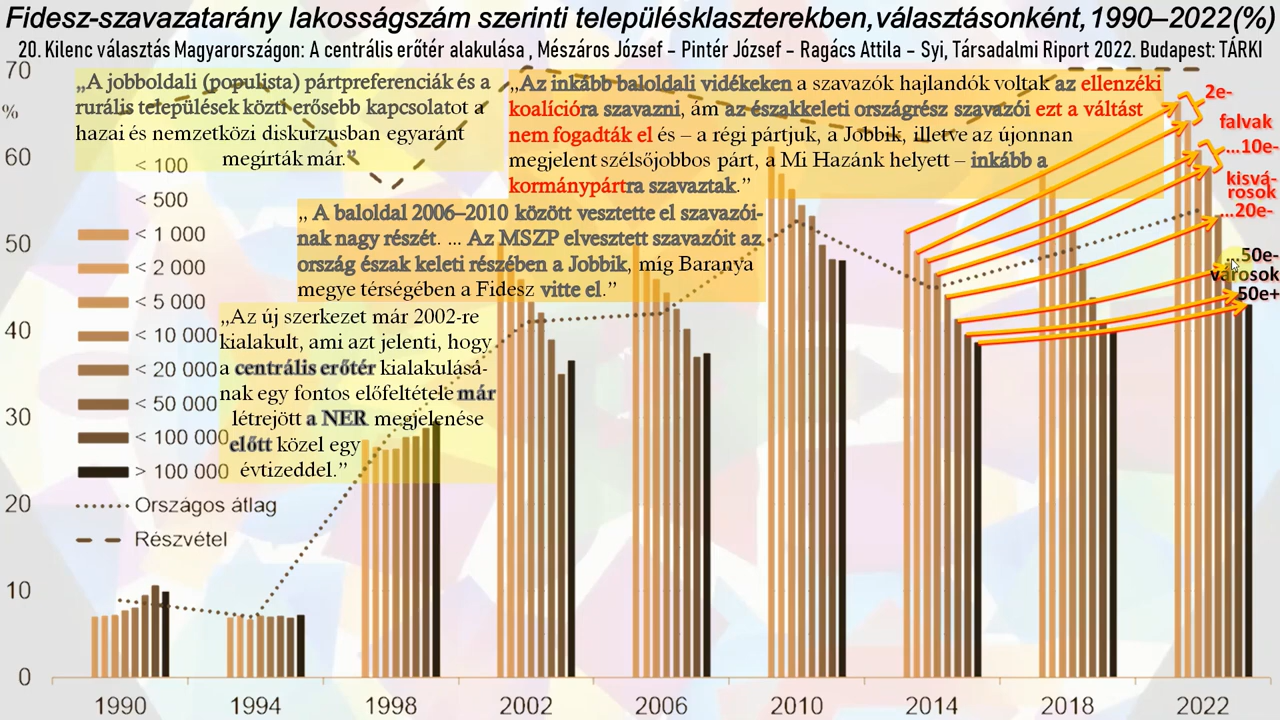 Fidesz-szavazatarány lakosságszám szerinti településklaszterekben, választásonként, 1990–2022(%)
20. Kilenc választás Magyarországon: A centrális erőtér alakulása , Mészáros József – Pintér József – Ragács Attila – Syi, Társadalmi Riport 2022. Budapest: TÁRKI
70
%
60
50
40
30
20
10
0
„A jobboldali (populista) pártpreferenciák és a
rurális települések közti erősebb kapcsolatot a
hazai és nemzetközi diskurzusban egyaránt
megírták már.”
„Az inkább baloldali vidékeken a szavazók hajlandók voltak az ellenzéki
koalícióra szavazni, ám az északkeleti országrész szavazói ezt a váltást
nem fogadták el és – a régi pártjuk, a Jobbik, illetve az újonnan
megjelent szélsőjobbos párt, a Mi Hazánk helyett – inkább a
kormánypártra szavaztak.”
„ A baloldal 2006–2010 között vesztette el szavazói-
nak nagy részét. ... Az MSZP elvesztett szavazóit az
ország észak keleti részében a Jobbik, míg Baranya
megye térségében a Fidesz vitte el.”
„Az új szerkezet már 2002-re
kialakult, ami azt jelenti, hogy
a centrális erőtér kialakulásá-
nak egy fontos előfeltétele már
létrejött a NER megjelenése
előtt közel egy
évtizeddel.”
< 100
< 500
< 1 000
< 2 000
< 5 000
< 10 000
< 20 000
< 50 000
< 100 000
> 100 000
Országos átlag
Részvétel
2e-
falvak
...10e-
kisvá-
rosok
...20e-
...50e-
városok
50e+
1990
1994
1998
2002
2006
2010
2014
2018
2022